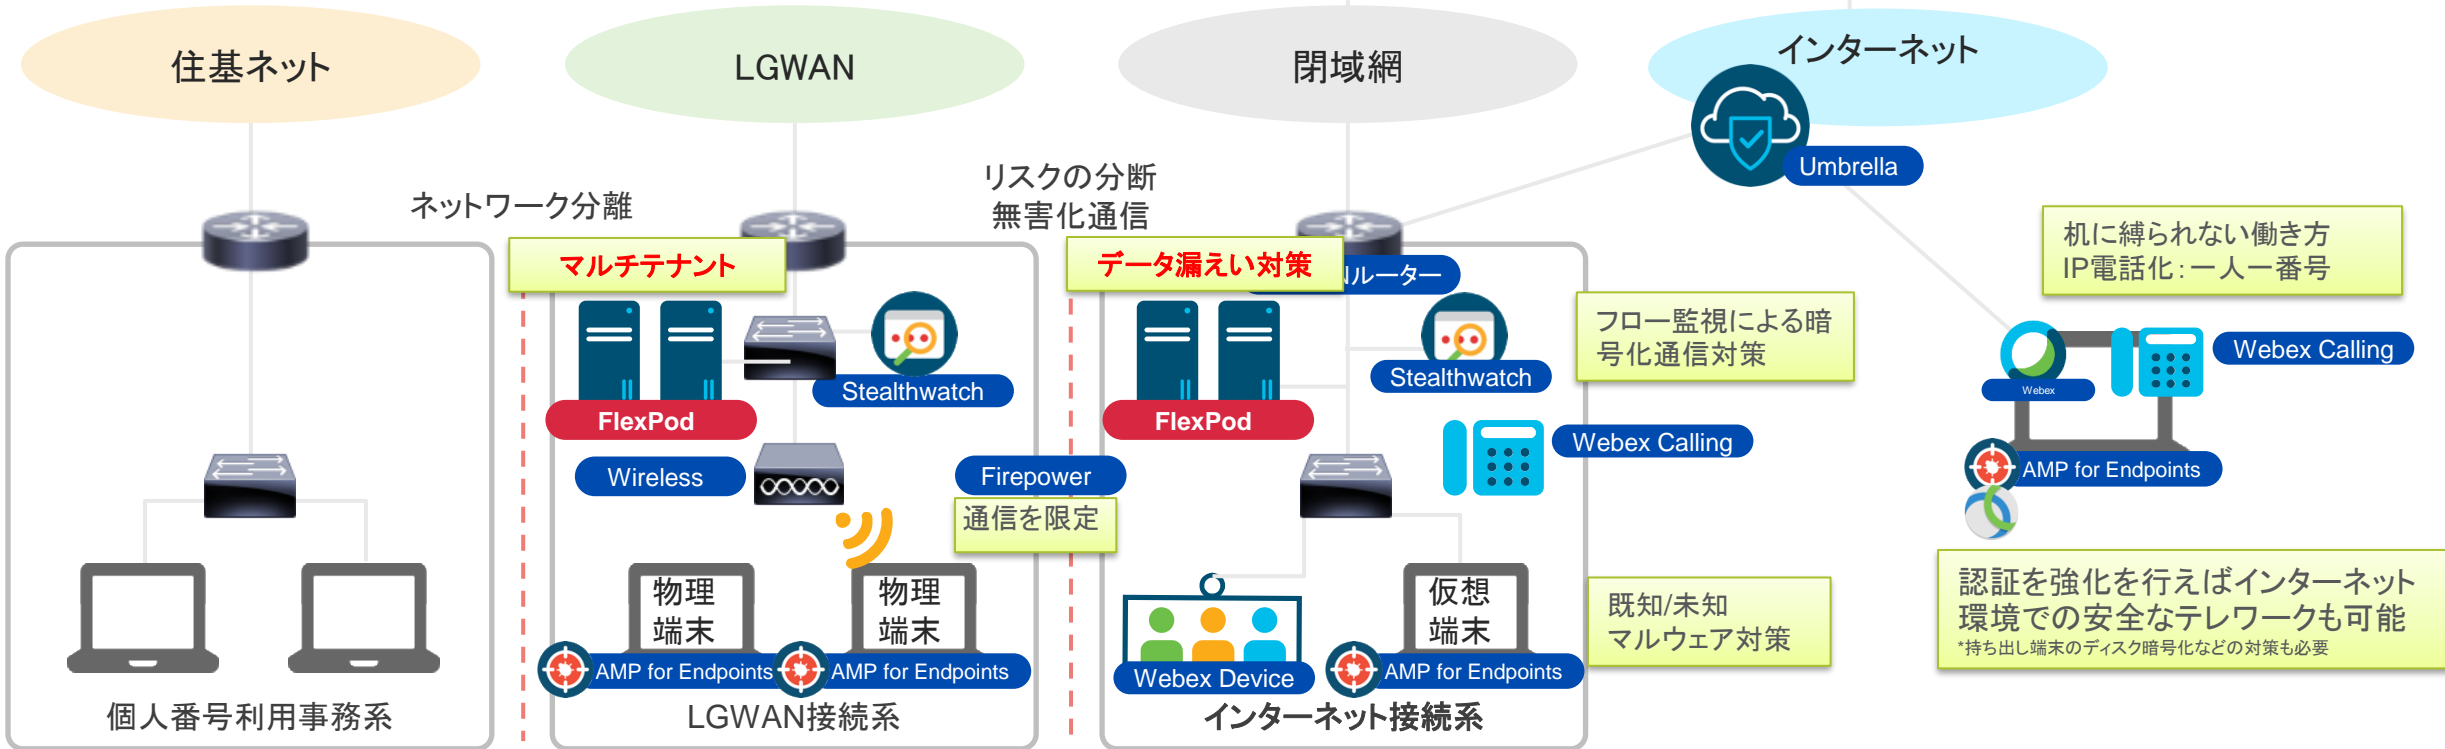 住基ネット
LGWAN
閉域網
インターネット
Umbrella
ネットワーク分離
リスクの分断
無害化通信
マルチテナント
データ漏えい対策
ルーター
机に縛られない働き方
IP電話化：一人一番号
フロー監視による暗
号化通信対策
Stealthwatch
Stealthwatch
Webex Calling
Webex
FlexPod
FlexPod
Webex Calling
Wireless
Firepower
通信を限定
AMP for Endpoints
物理
端末
物理
端末
仮想
端末
既知/未知
マルウェア対策
認証を強化を行えばインターネット
環境での安全なテレワークも可能
*持ち出し端末のディスク暗号化などの対策も必要
AMP for Endpoints
AMP for Endpoints
Webex Device
AMP for Endpoints
個人番号利用事務系
LGWAN接続系
インターネット接続系